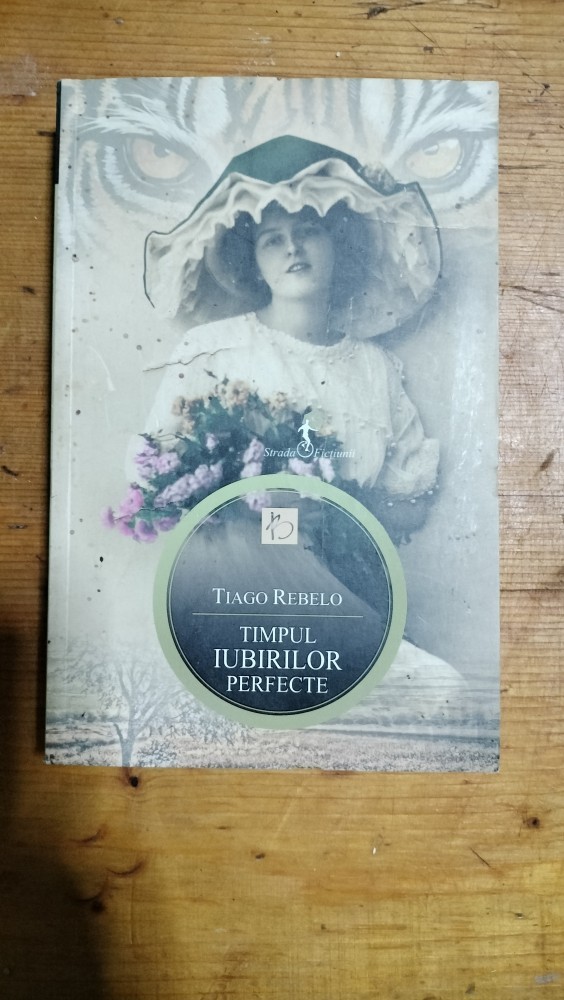 Strada Ficțiunii
TIAGO REBELO
TIMPUL
IUBIRILOR
PERFECTE